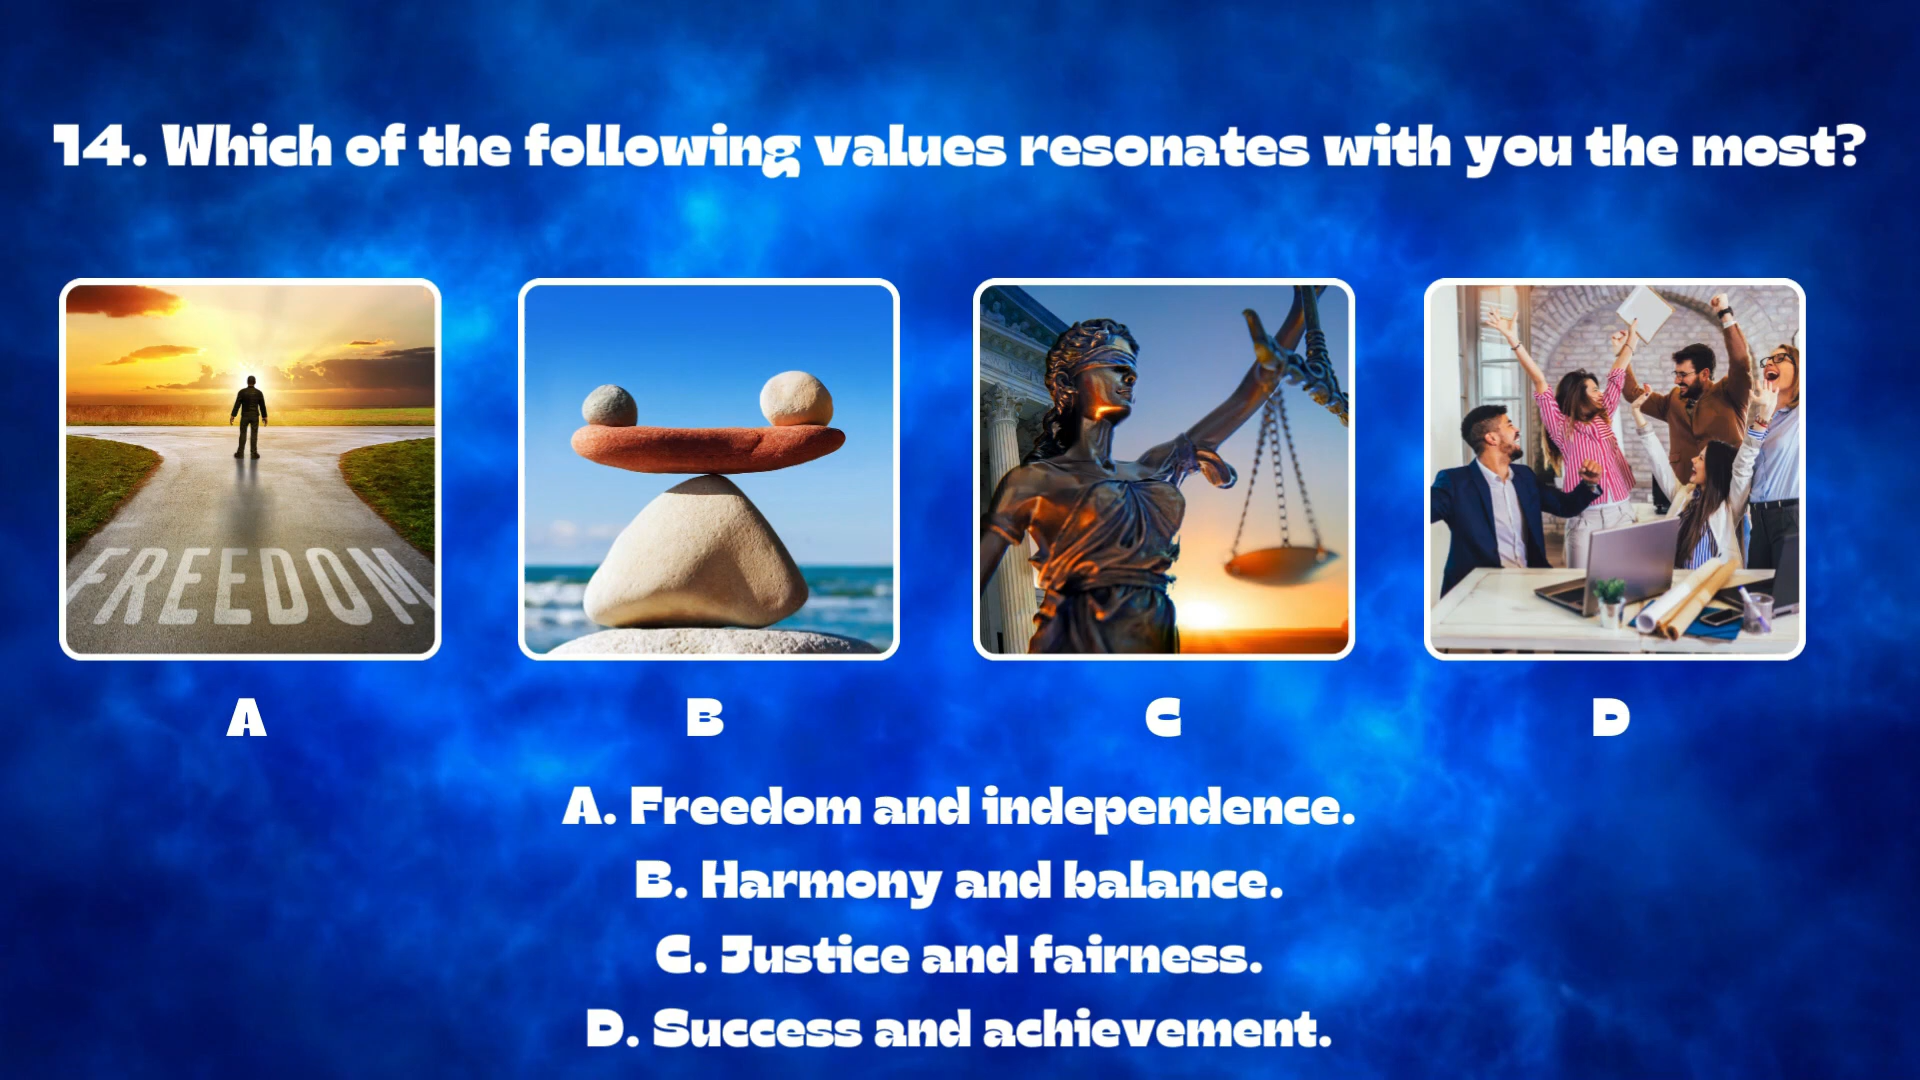 14. Which of the following values resonates with you the most?
FREEDOM
A
B
C
D
A. Freedom and independence.
B. Harmony and balance.
C. Justice and fairness.
D. Success and achievement.